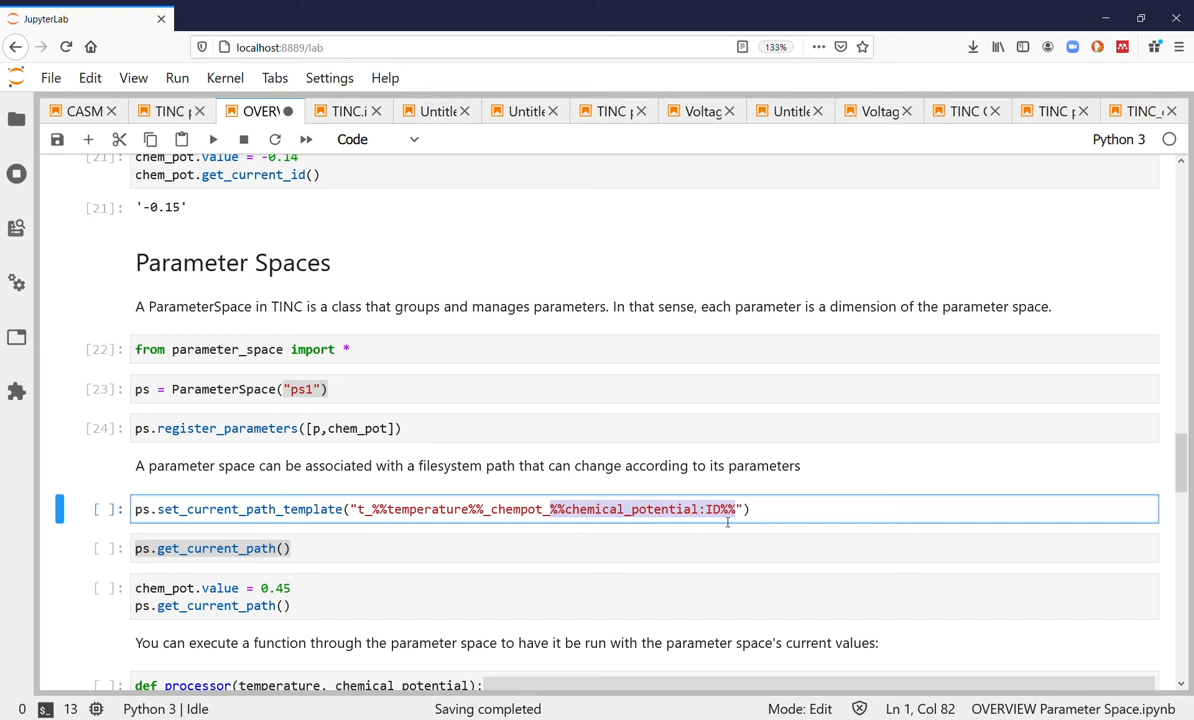 JupyterLab
localhost:8889/lab
133%
File Edit View Run Kernel Tabs Settings Help
CASM TINC p OVERV TINC.i Untitle Untitle TINC p Voltag Untitle Voltag TINC ( TINC p TINC_
Code
Python 3
[21]: chem_pot.value = -0.14
chem_pot.get_current_id()
[21]: '-0.15'
Parameter Spaces
A ParameterSpace in TINC is a class that groups and manages parameters. In that sense, each parameter is a dimension of the parameter space.
[22]: from parameter_space import *
[23]: ps = ParameterSpace("ps1")
[24]: ps.register_parameters([p,chem_pot])
A parameter space can be associated with a filesystem path that can change according to its parameters
[ ]: ps.set_current_path_template("t_%%temperature%%_chempot_%%chemical_potential:ID%%")
[ ]: ps.get_current_path()
[ ]: chem_pot.value = 0.45
ps.get_current_path()
You can execute a function through the parameter space to have it be run with the parameter space's current values:
[ ]: def processor(temperature, chemical_potential):
0 13 Python 3 | Idle Saving completed Mode: Edit Ln 1, Col 82 OVERVIEW Parameter Space.ipynb